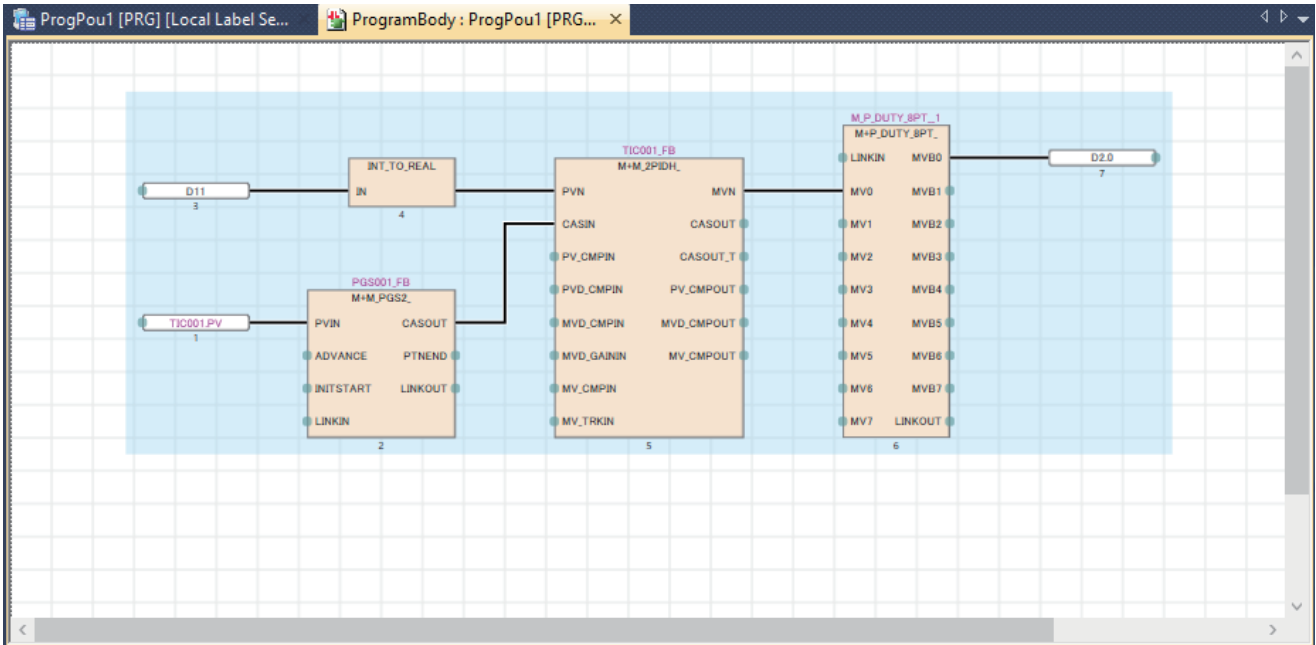 ProgPou1 [PRG] [Local Label Se...
ProgramBody : ProgPou1 [PRG...
D11
3
INT_TO_REAL
IN
4
TIC001.PV
1
PGS001_FB
M+M_PGS2_
PVIN CASOUT
ADVANCE PTNEND
INITSTART LINKOUT
LINKIN
2
TIC001_FB
M+M_2PIDH_
PVN MVN
CASIN CASOUT
PV_CMPIN CASOUT_T
PVD_CMPIN PV_CMPOUT
MVD_CMPIN MVD_CMPOUT
MVD_GAININ MV_CMPOUT
MV_CMPIN
MV_TRKIN
5
M_P_DUTY_8PT__1
M+P_DUTY_8PT_
LINKIN MVB0
MV0 MVB1
MV1 MVB2
MV2 MVB3
MV3 MVB4
MV4 MVB5
MV5 MVB6
MV6 MVB7
MV7 LINKOUT
6
D2.0
7